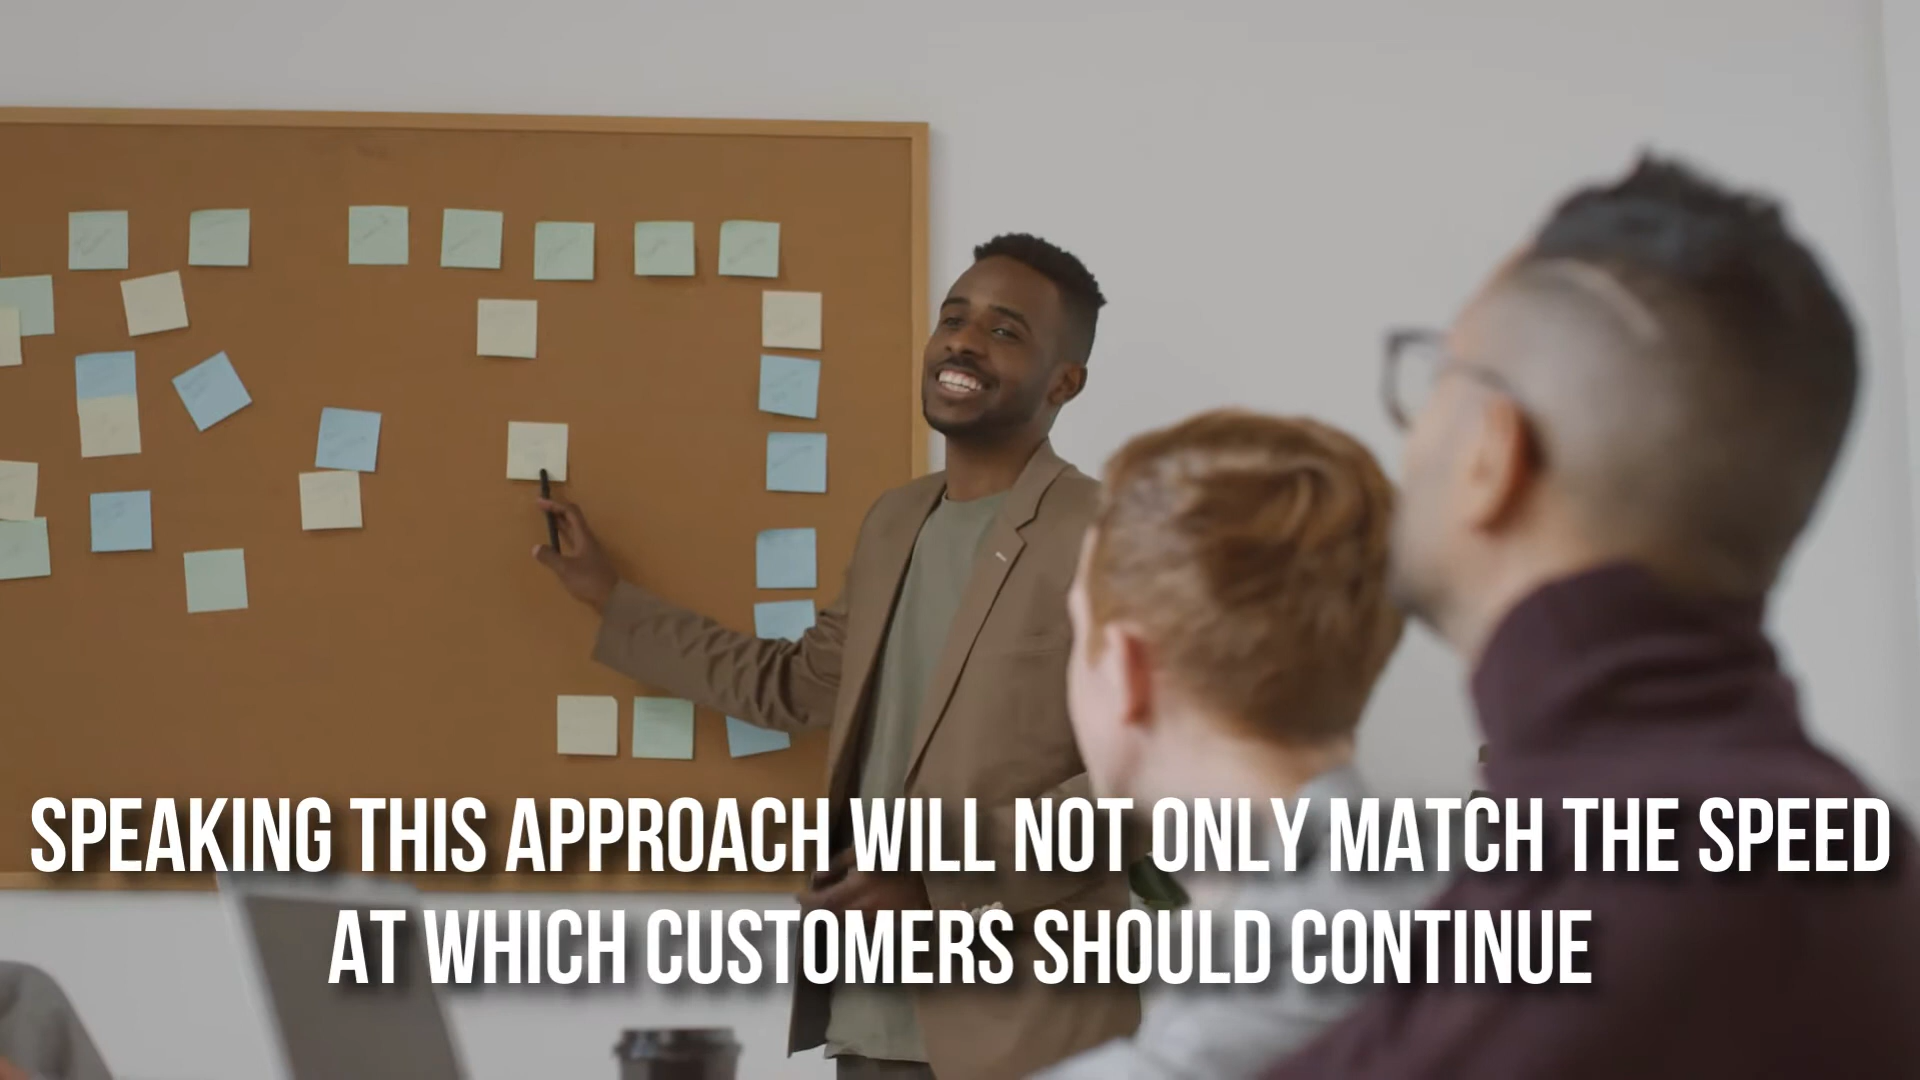 SPEAKING THIS APPROACH WILL NOT ONLY MATCH THE SPEED
AT WHICH CUSTOMERS SHOULD CONTINUE